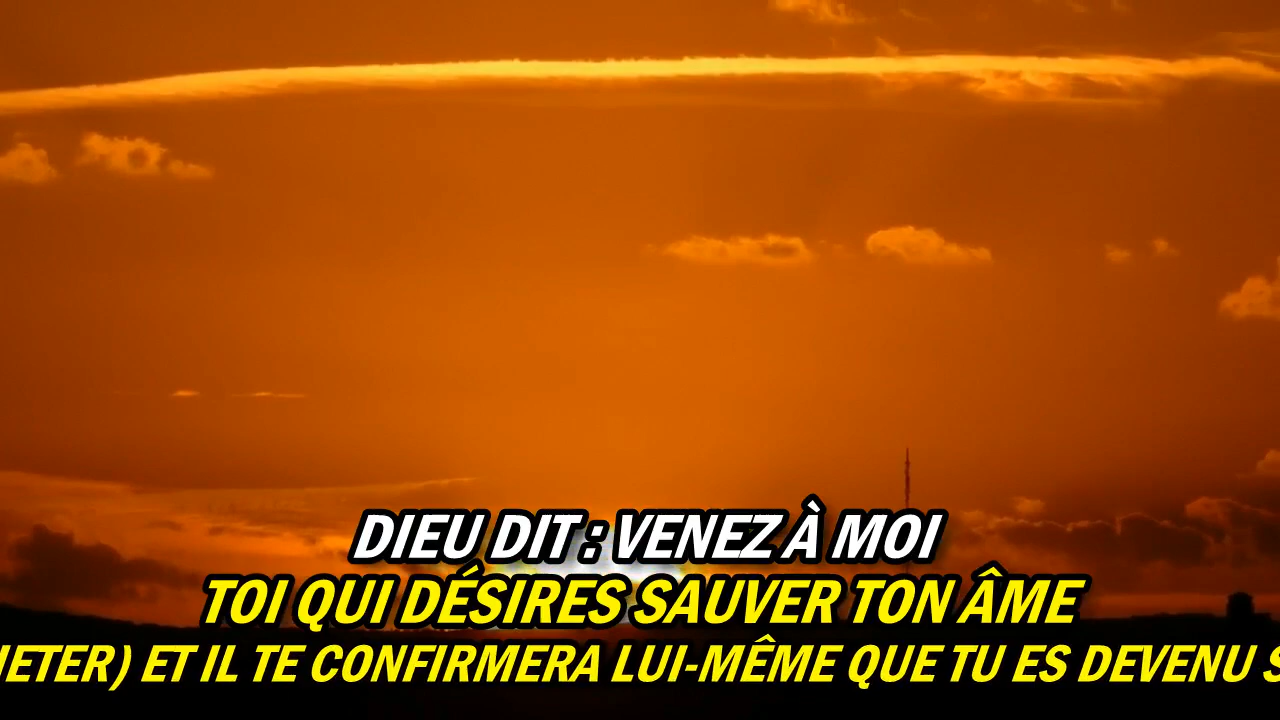 DIEU DIT : VENEZ À MOI
TOI QUI DÉSIRES SAUVER TON ÂME
ET IL TE CONFIRMERA LUI-MÊME QUE TU ES DEVENU